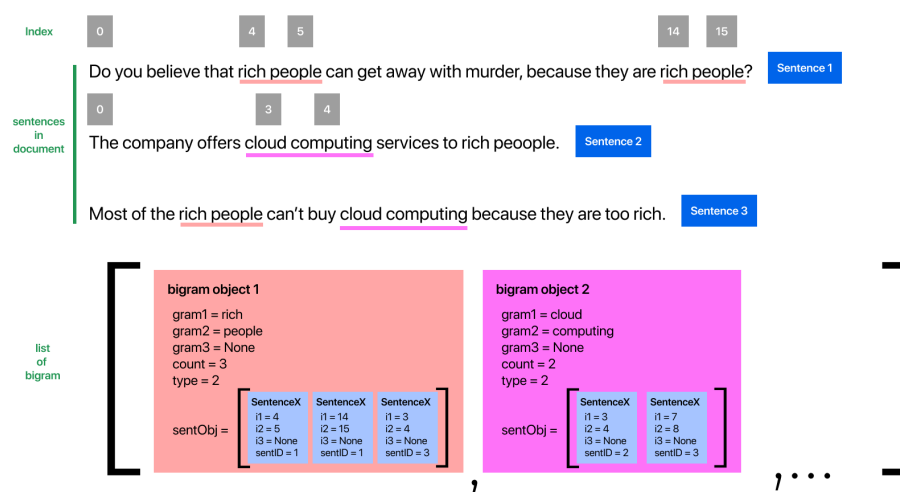 Index
0 4 5 14 15
Do you believe that rich people can get away with murder, because they are rich people? Sentence 1
0 3 4
sentences
in
document
The company offers cloud computing services to rich peoople. Sentence 2
Most of the rich people can't buy cloud computing because they are too rich. Sentence 3
list
of
bigram
bigram object 1
gram1 = rich
gram2 = people
gram3 = None
count = 3
type = 2
sentObj =
SentenceX
i1 = 4
i2 = 5
i3 = None
sentID = 1
SentenceX
i1 = 14
i2 = 15
i3 = None
sentID = 1
SentenceX
i1 = 3
i2 = 4
i3 = None
sentID = 3
,
bigram object 2
gram1 = cloud
gram2 = computing
gram3 = None
count = 2
type = 2
sentObj =
SentenceX
i1 = 3
i2 = 4
i3 = None
sentID = 2
SentenceX
i1 = 7
i2 = 8
i3 = None
sentID = 3
,...